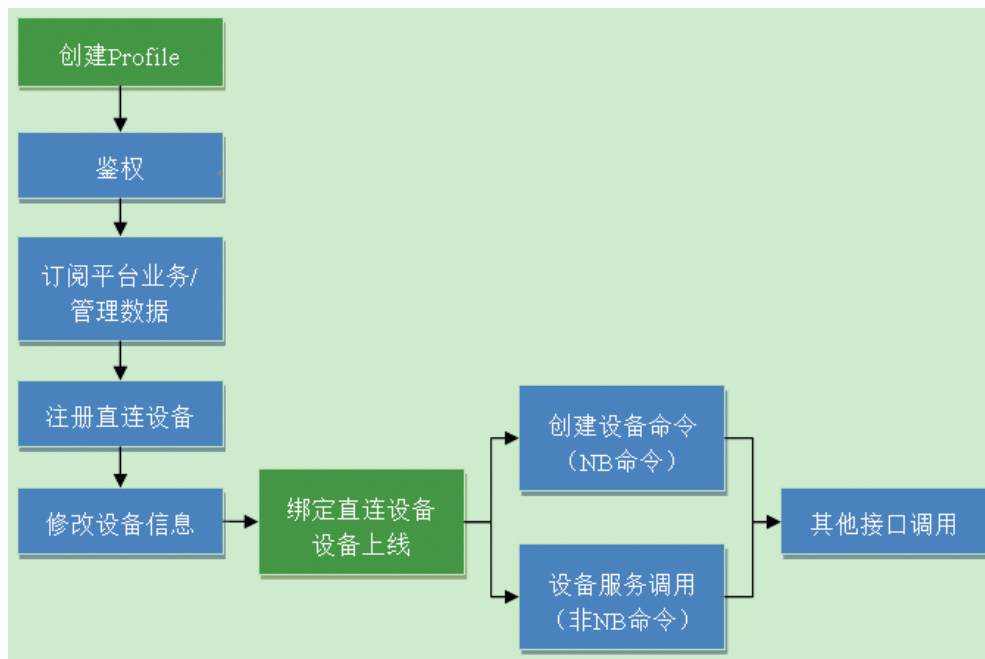 创建Profile
鉴权
订阅平台业务/
管理数据
注册直连设备
修改设备信息
绑定直连设备
设备上线
创建设备命令
（NB命令）
设备服务调用
（非NB命令）
其他接口调用